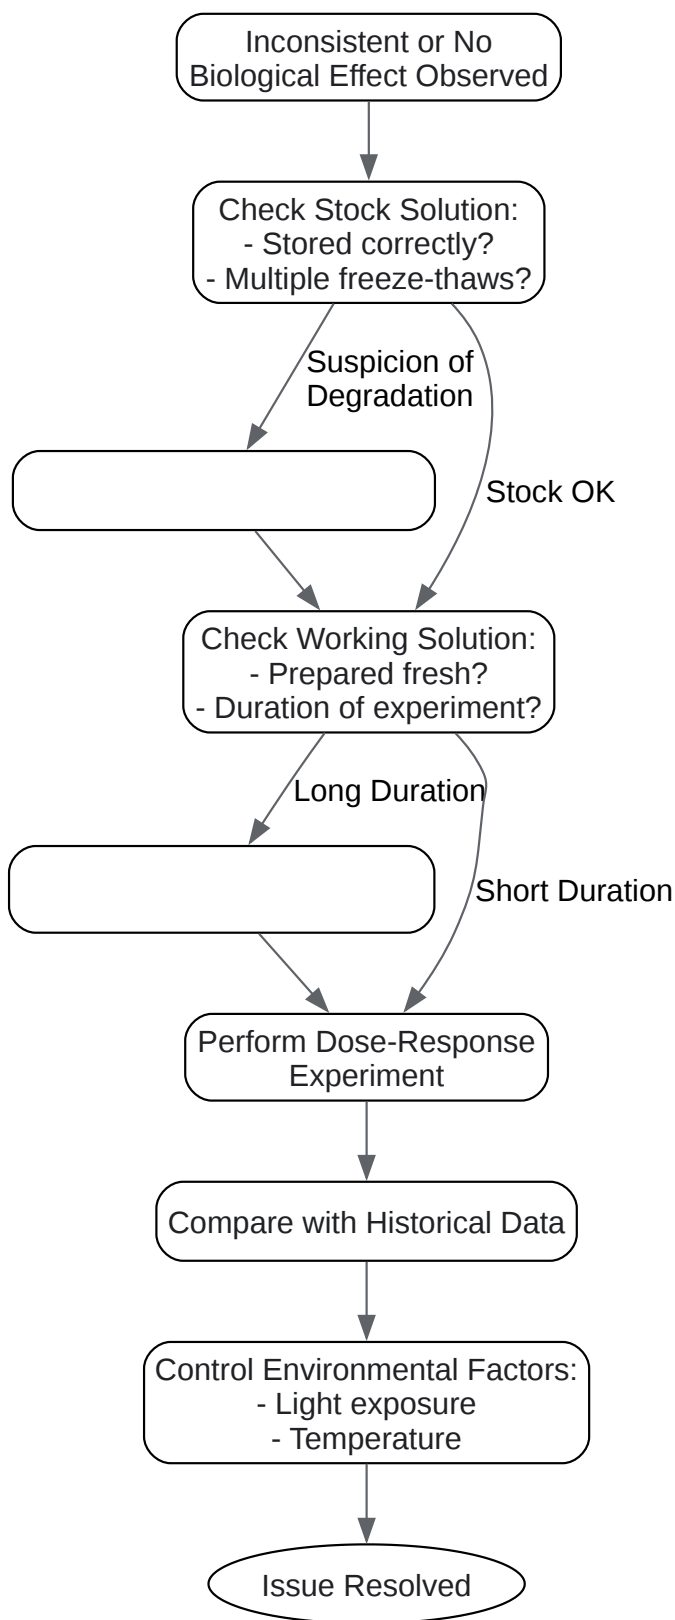 Inconsistent or No
Biological Effect Observed
Check Stock Solution:
- Stored correctly?
- Multiple freeze-thaws?
Suspicion of
Degradation
Stock OK
Check Working Solution:
- Prepared fresh?
- Duration of experiment?
Long Duration
Short Duration
Perform Dose-Response
Experiment
Compare with Historical Data
Control Environmental Factors:
- Light exposure
- Temperature
Issue Resolved